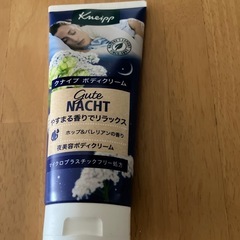 Kneipp
クナイプ ボディクリーム
Gute
NACHT
やすまる香りでリラックス
ホップ&バレリアンの香り
夜美容ボディクリーム
マイクロプラスチックフリー処方